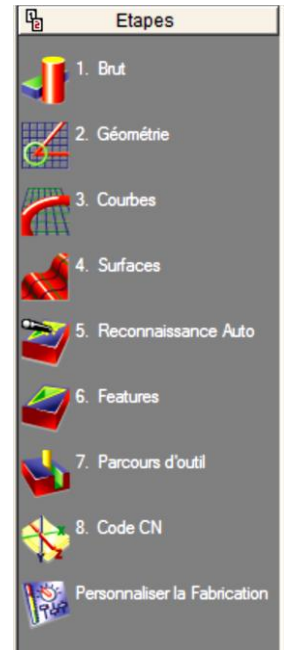 Etapes
1. Brut
2. Géométrie
3. Courbes
4. Surfaces
5. Reconnaissance Auto
6. Features
7. Parcours d'outil
8. Code CN
Personnaliser la Fabrication